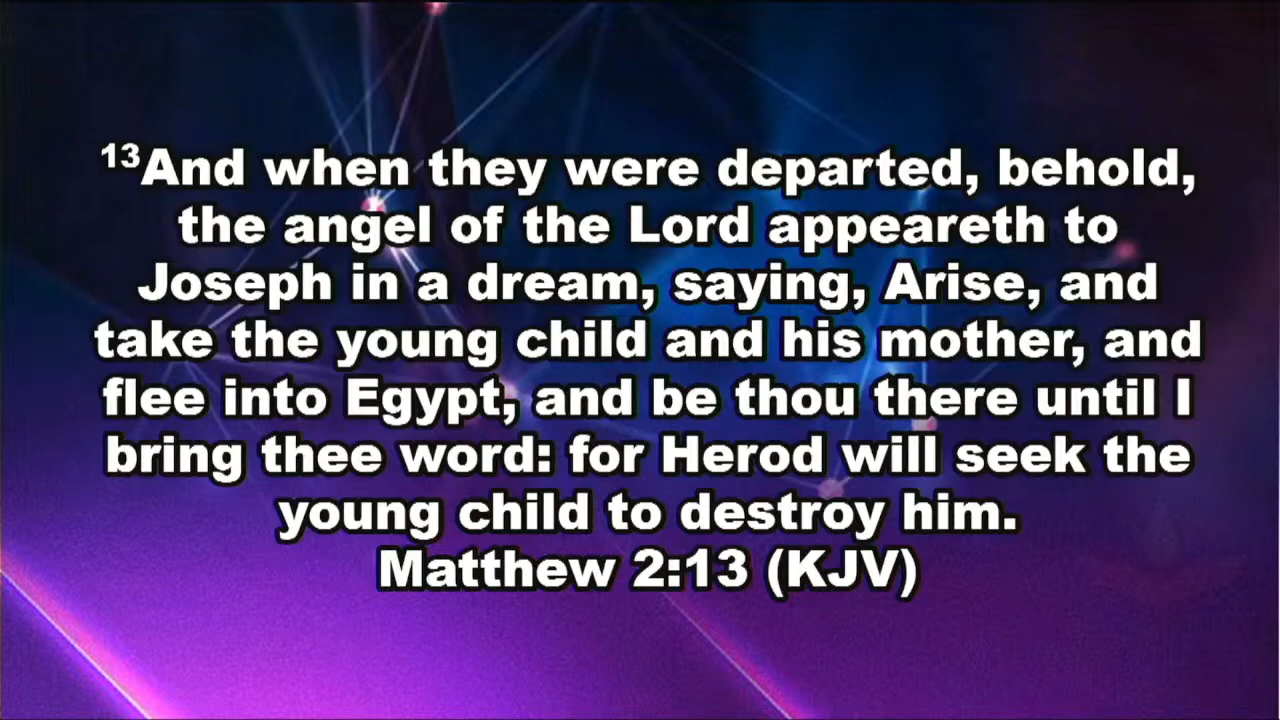 ¹³And when they were departed, behold,
the angel of the Lord appeareth to
Joseph in a dream, saying, Arise, and
take the young child and his mother, and
flee into Egypt, and be thou there until I
bring thee word: for Herod will seek the
young child to destroy him.
Matthew 2:13 (KJV)